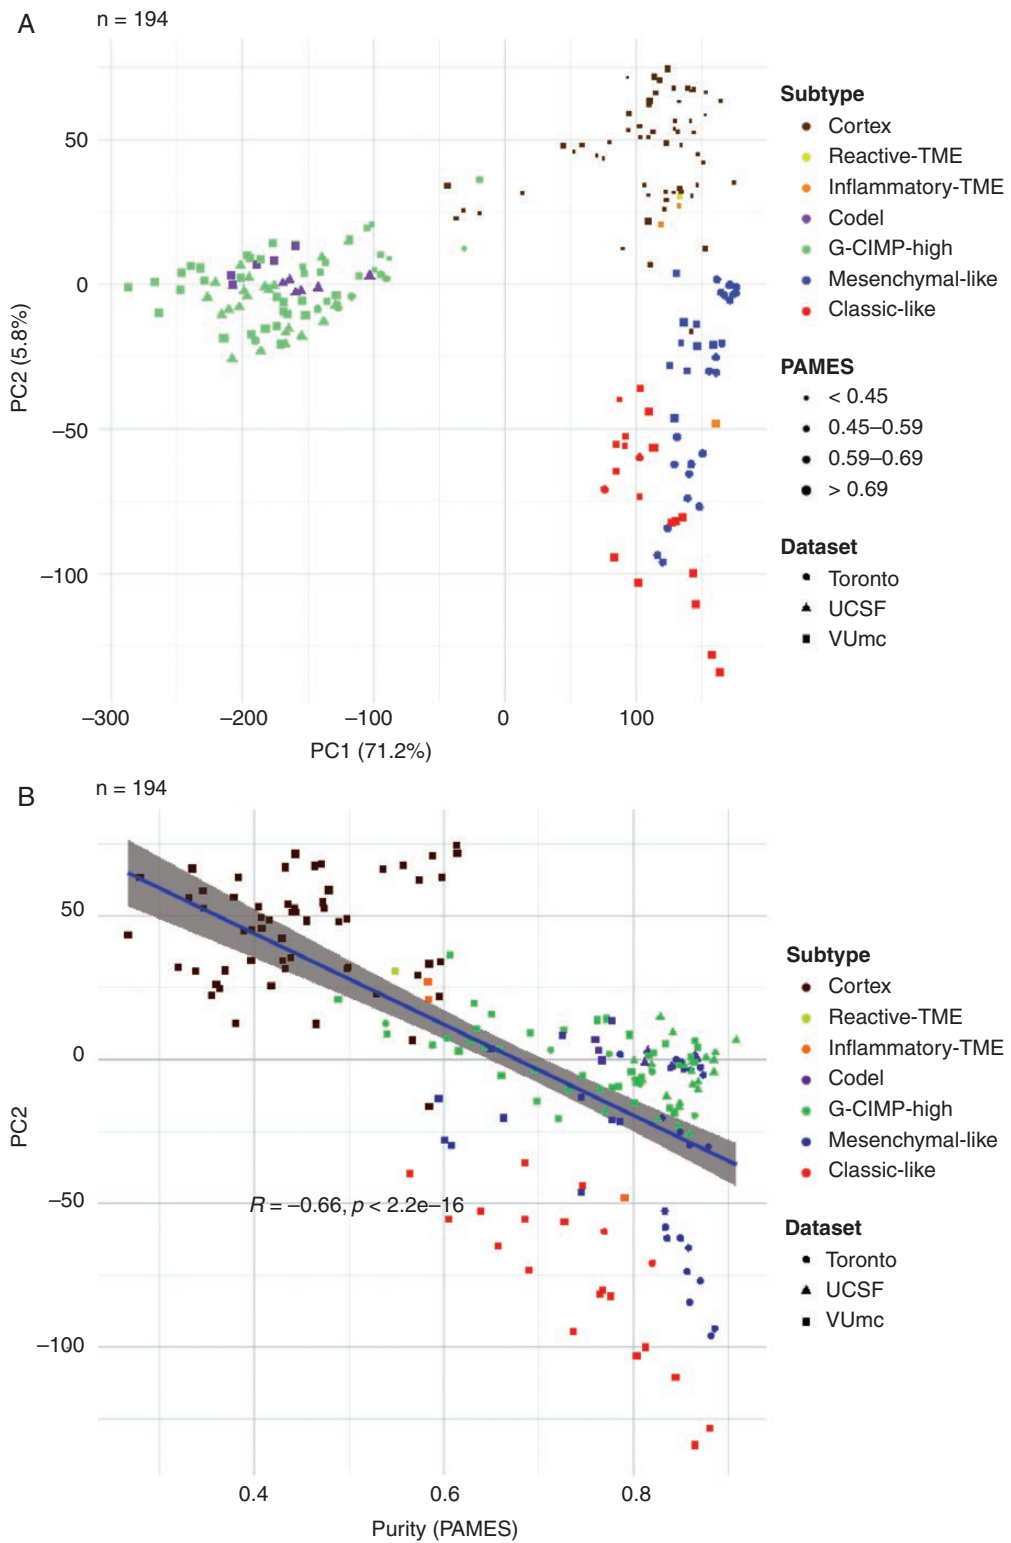 A
n = 194
50
0
−50
−100
PC2 (5.8%)
−300
−200
−100
0
100
PC1 (71.2%)
Subtype
Cortex
Reactive-TME
Inflammatory-TME
Codel
G-CIMP-high
Mesenchymal-like
Classic-like
PAMES
< 0.45
0.45–0.59
0.59–0.69
> 0.69
Dataset
Toronto
UCSF
VUmc
B
n = 194
50
0
−50
−100
PC2
R = −0.66, p < 2.2e−16
0.4
0.6
0.8
Purity (PAMES)
Subtype
Cortex
Reactive-TME
Inflammatory-TME
Codel
G-CIMP-high
Mesenchymal-like
Classic-like
Dataset
Toronto
UCSF
VUmc